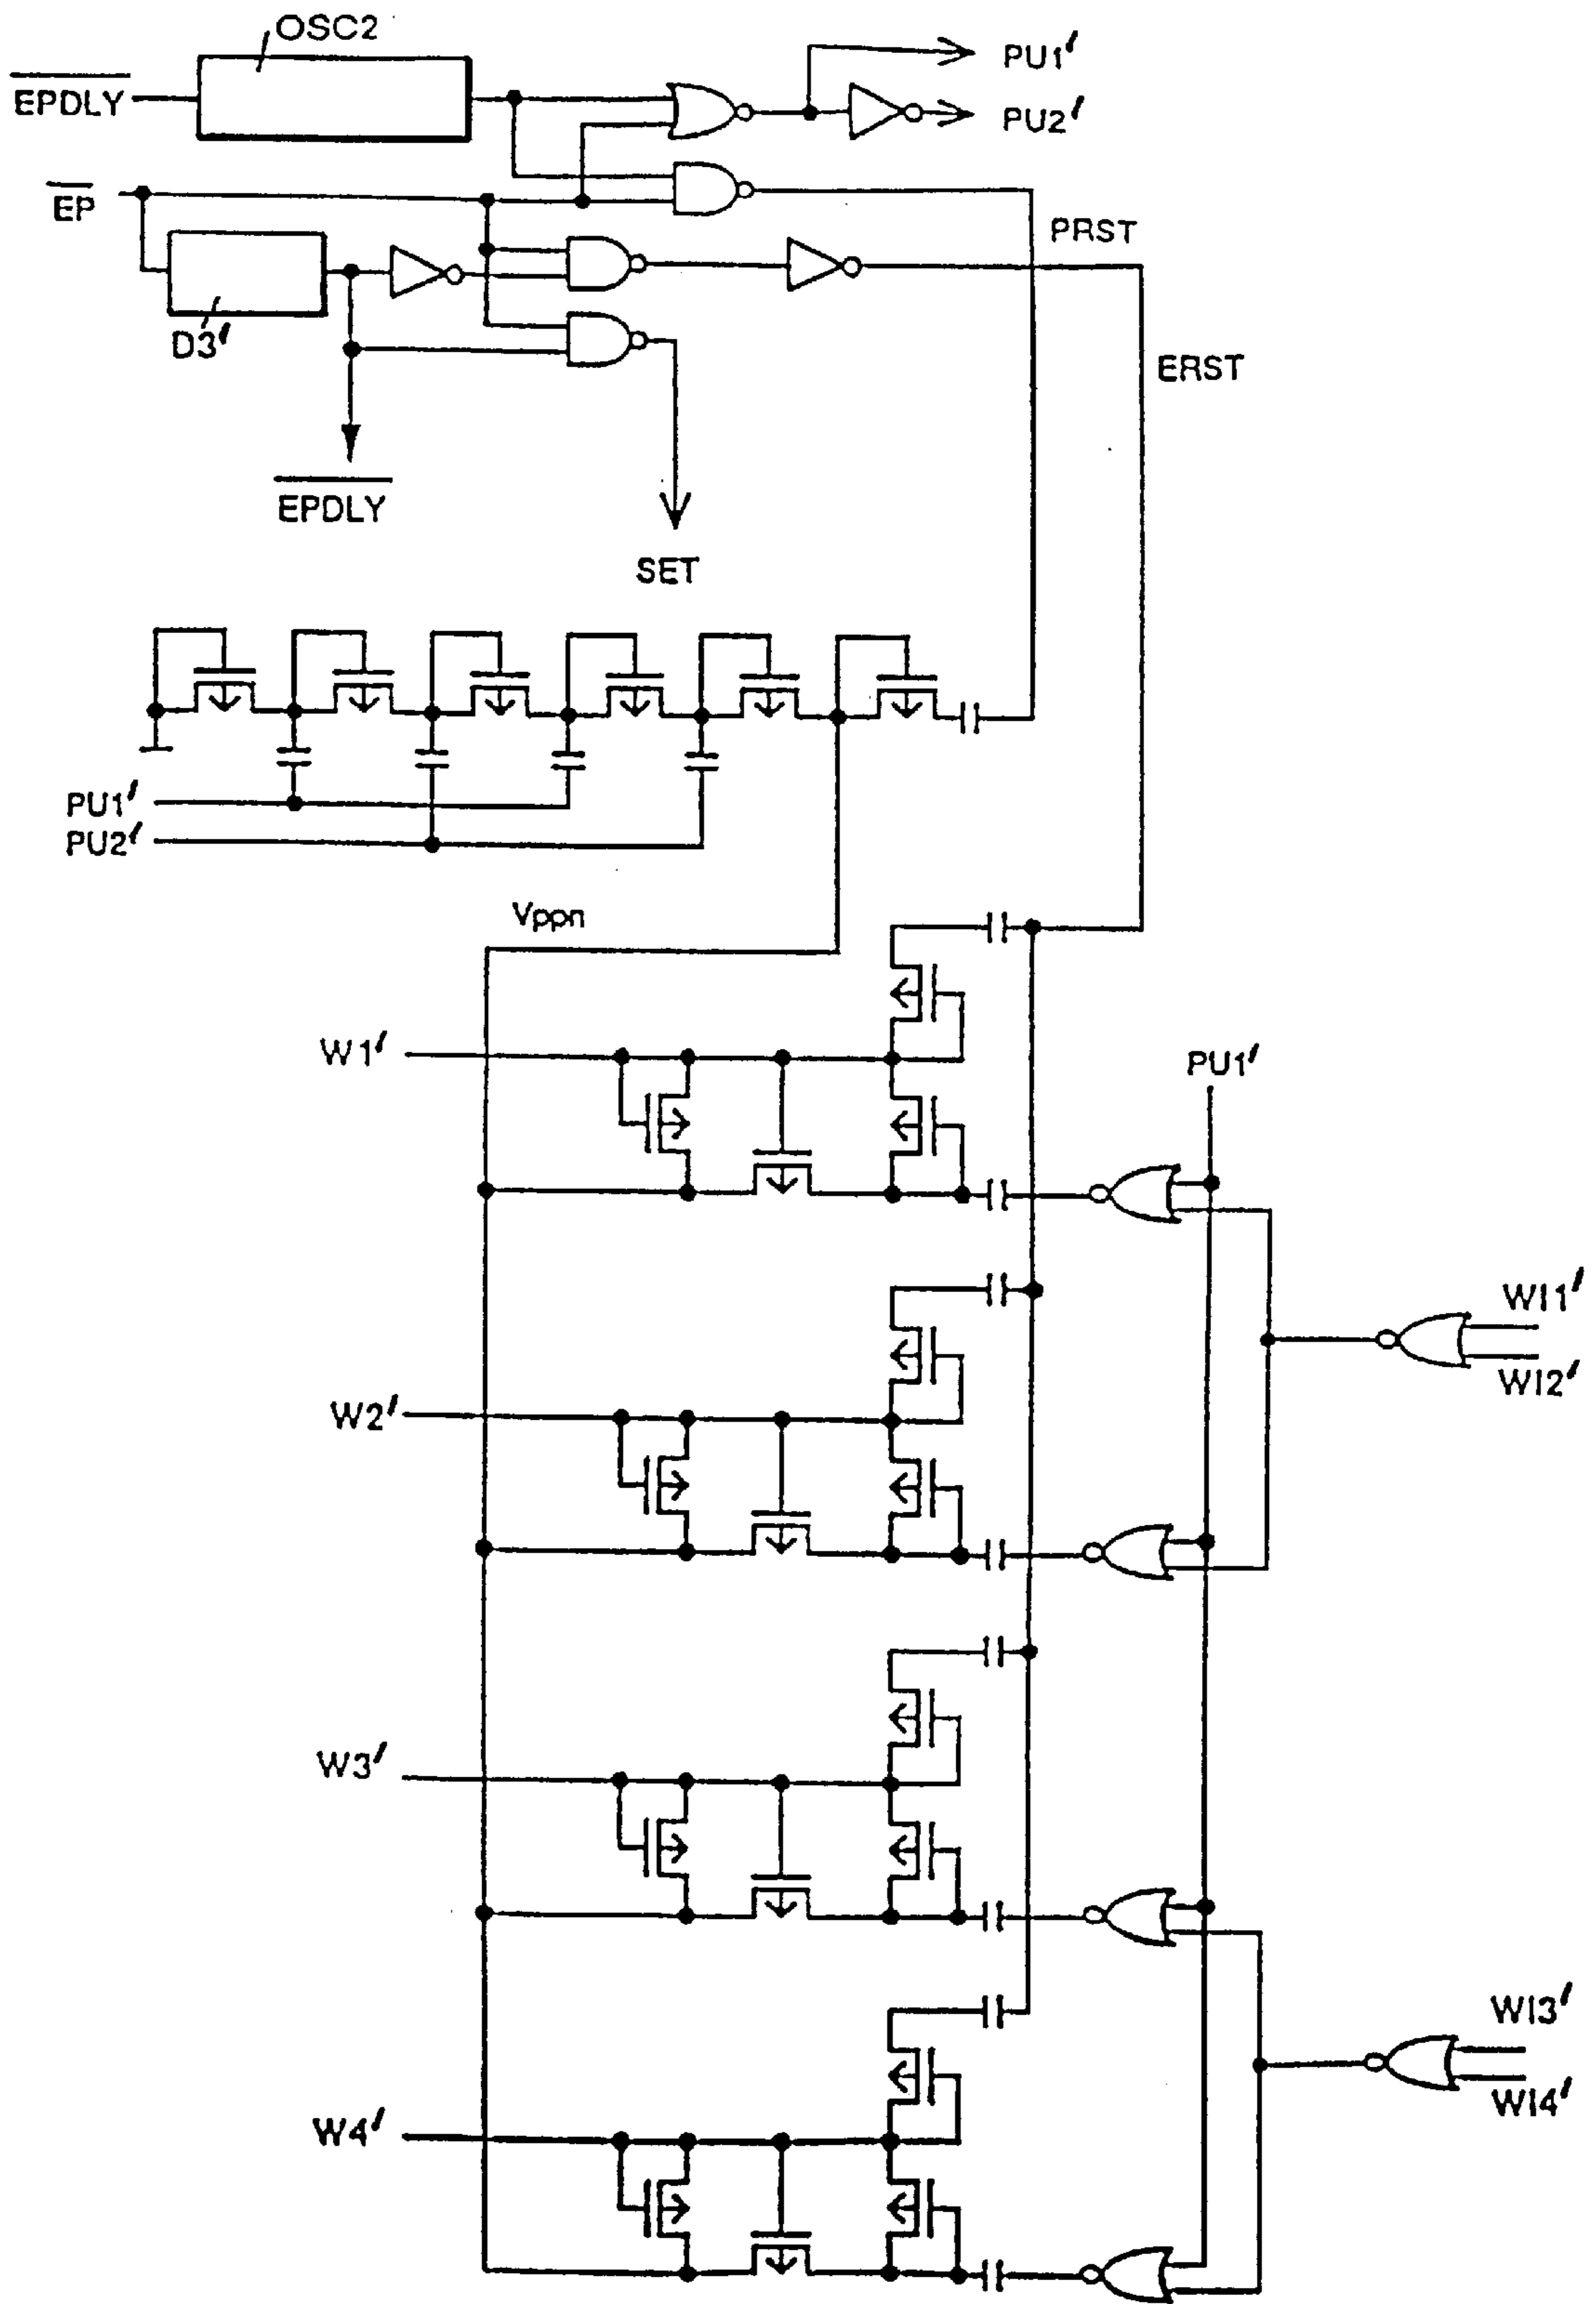 OSC2
EPDLY
PU1′
PU2′
EP
PRST
D3′
ERST
EPDLY
SET
PU1′
PU2′
Vppn
W1′
PU1′
WI1′
WI2′
W2′
W3′
WI3′
WI4′
W4′